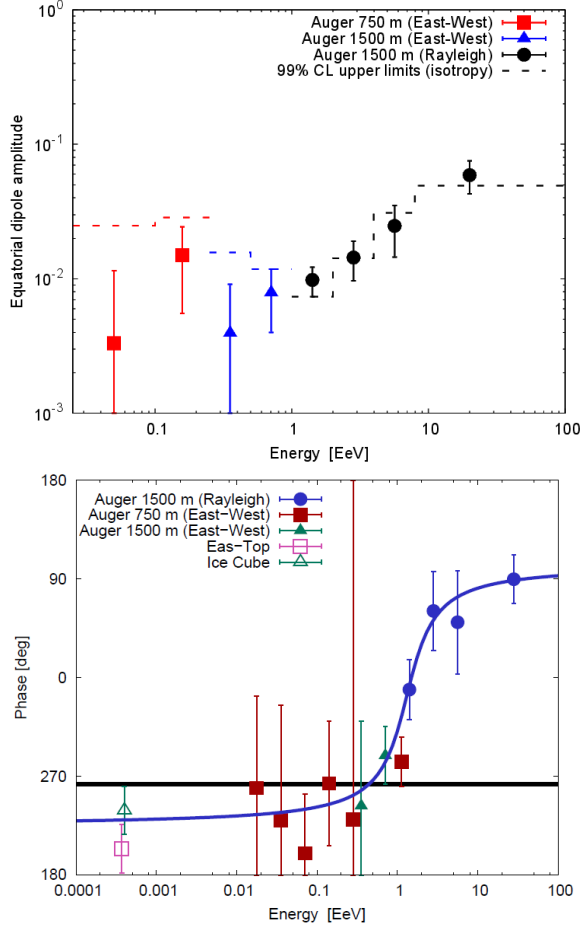 10^0
10^-1
10^-2
10^-3
Equatorial dipole amplitude
Auger 750 m (East-West)
Auger 1500 m (East-West)
Auger 1500 m (Rayleigh)
99% CL upper limits (isotropy)
0.1 1 10 100
Energy [EeV]
180
90
0
270
180
Phase [deg]
Auger 1500 m (Rayleigh)
Auger 750 m (East−West)
Auger 1500 m (East−West)
Eas−Top
Ice Cube
0.0001 0.001 0.01 0.1 1 10 100
Energy [EeV]